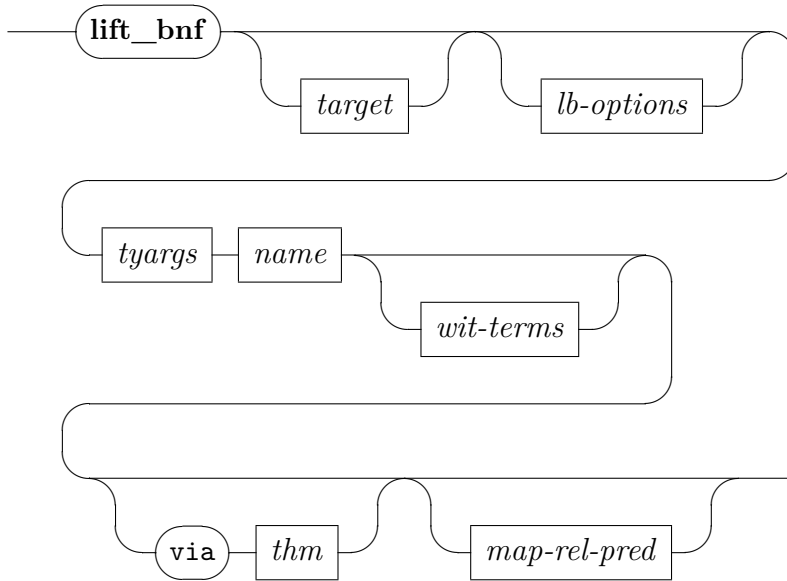 lift_bnf target lb-options
tyargs name wit-terms
via thm map-rel-pred